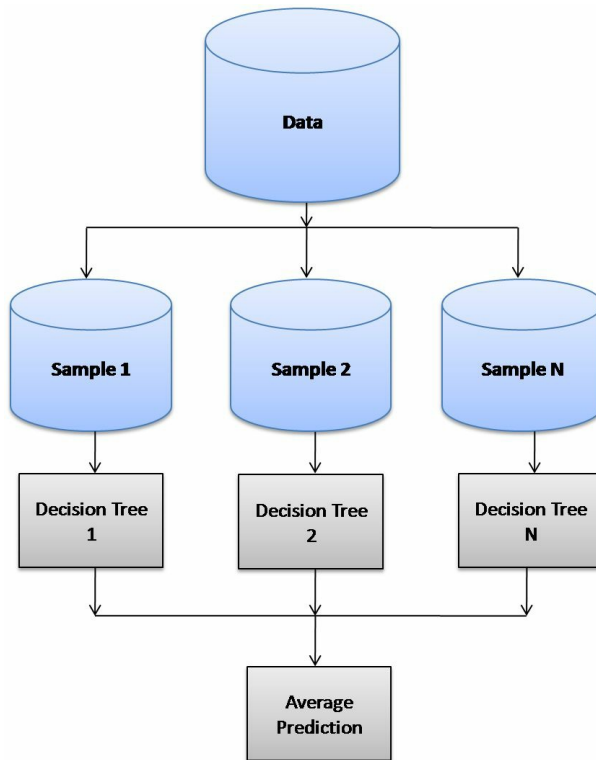 Data
Sample 1
Sample 2
Sample N
Decision Tree
1
Decision Tree
2
Decision Tree
N
Average
Prediction